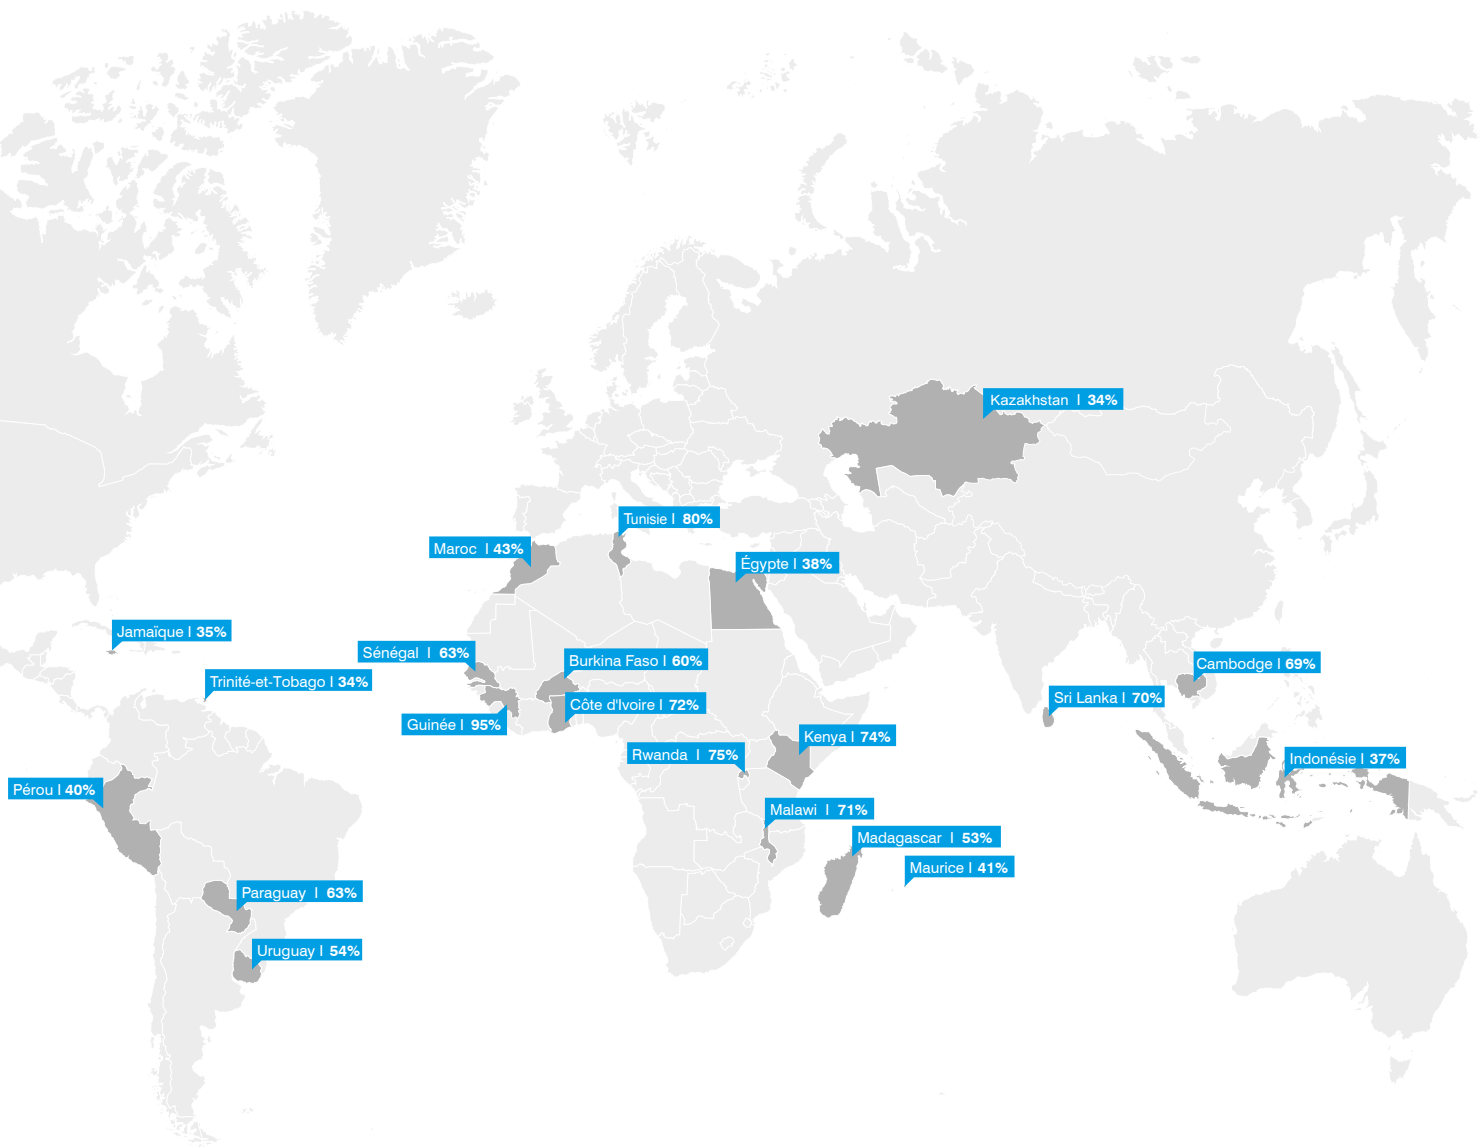 Kazakhstan I 34%
Tunisie I 80%
Maroc I 43%
Égypte I 38%
Jamaïque I 35%
Sénégal I 63%
Burkina Faso I 60%
Cambodge I 69%
Trinité-et-Tobago I 34%
Sri Lanka I 70%
Côte d'Ivoire I 72%
Guinée I 95%
Kenya I 74%
Rwanda I 75%
Indonésie I 37%
Pérou I 40%
Malawi I 71%
Madagascar I 53%
Maurice I 41%
Paraguay I 63%
Uruguay I 54%